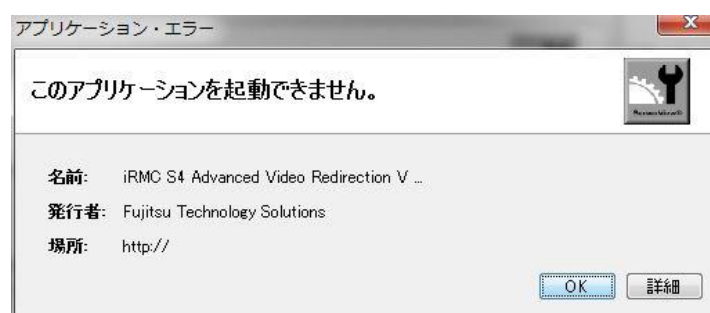 アプリケーション・エラー
このアプリケーションを起動できません。
名前: iRMC S4 Advanced Video Redirection V ...
発行者: Fujitsu Technology Solutions
場所: http://
OK 詳細